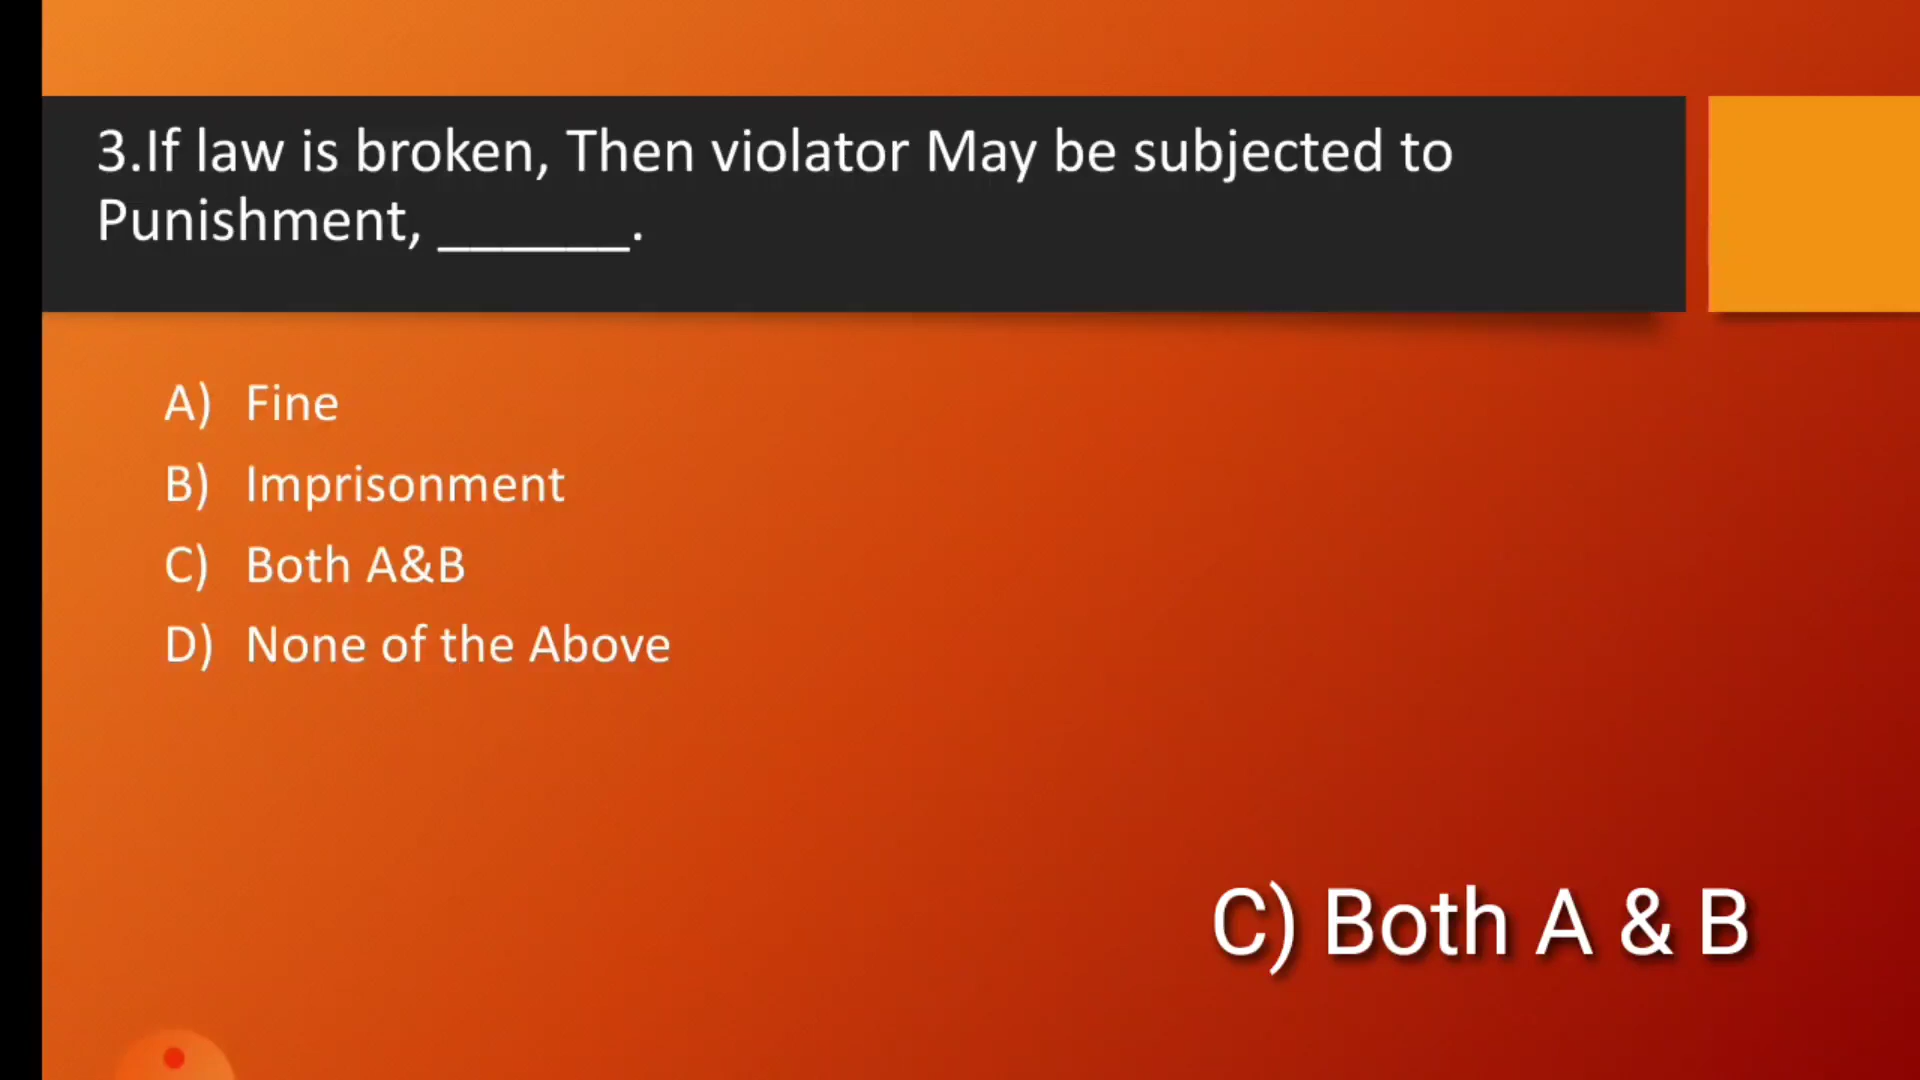 3.If law is broken, Then violator May be subjected to
Punishment, ______.
A) Fine
B) Imprisonment
C) Both A&B
D) None of the Above
C) Both A & B